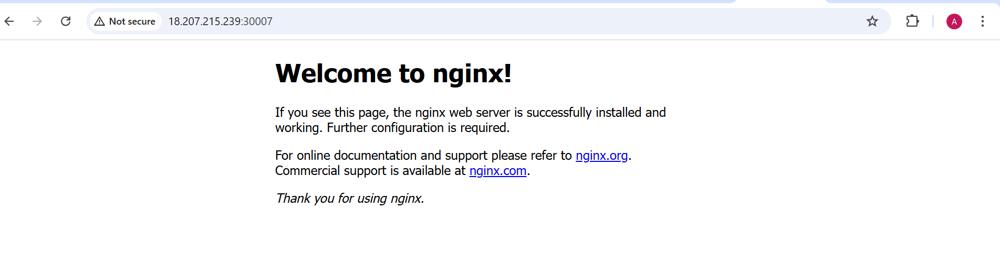 Not secure 18.207.215.239:30007
A
Welcome to nginx!
If you see this page, the nginx web server is successfully installed and
working. Further configuration is required.
For online documentation and support please refer to nginx.org.
Commercial support is available at nginx.com.
Thank you for using nginx.